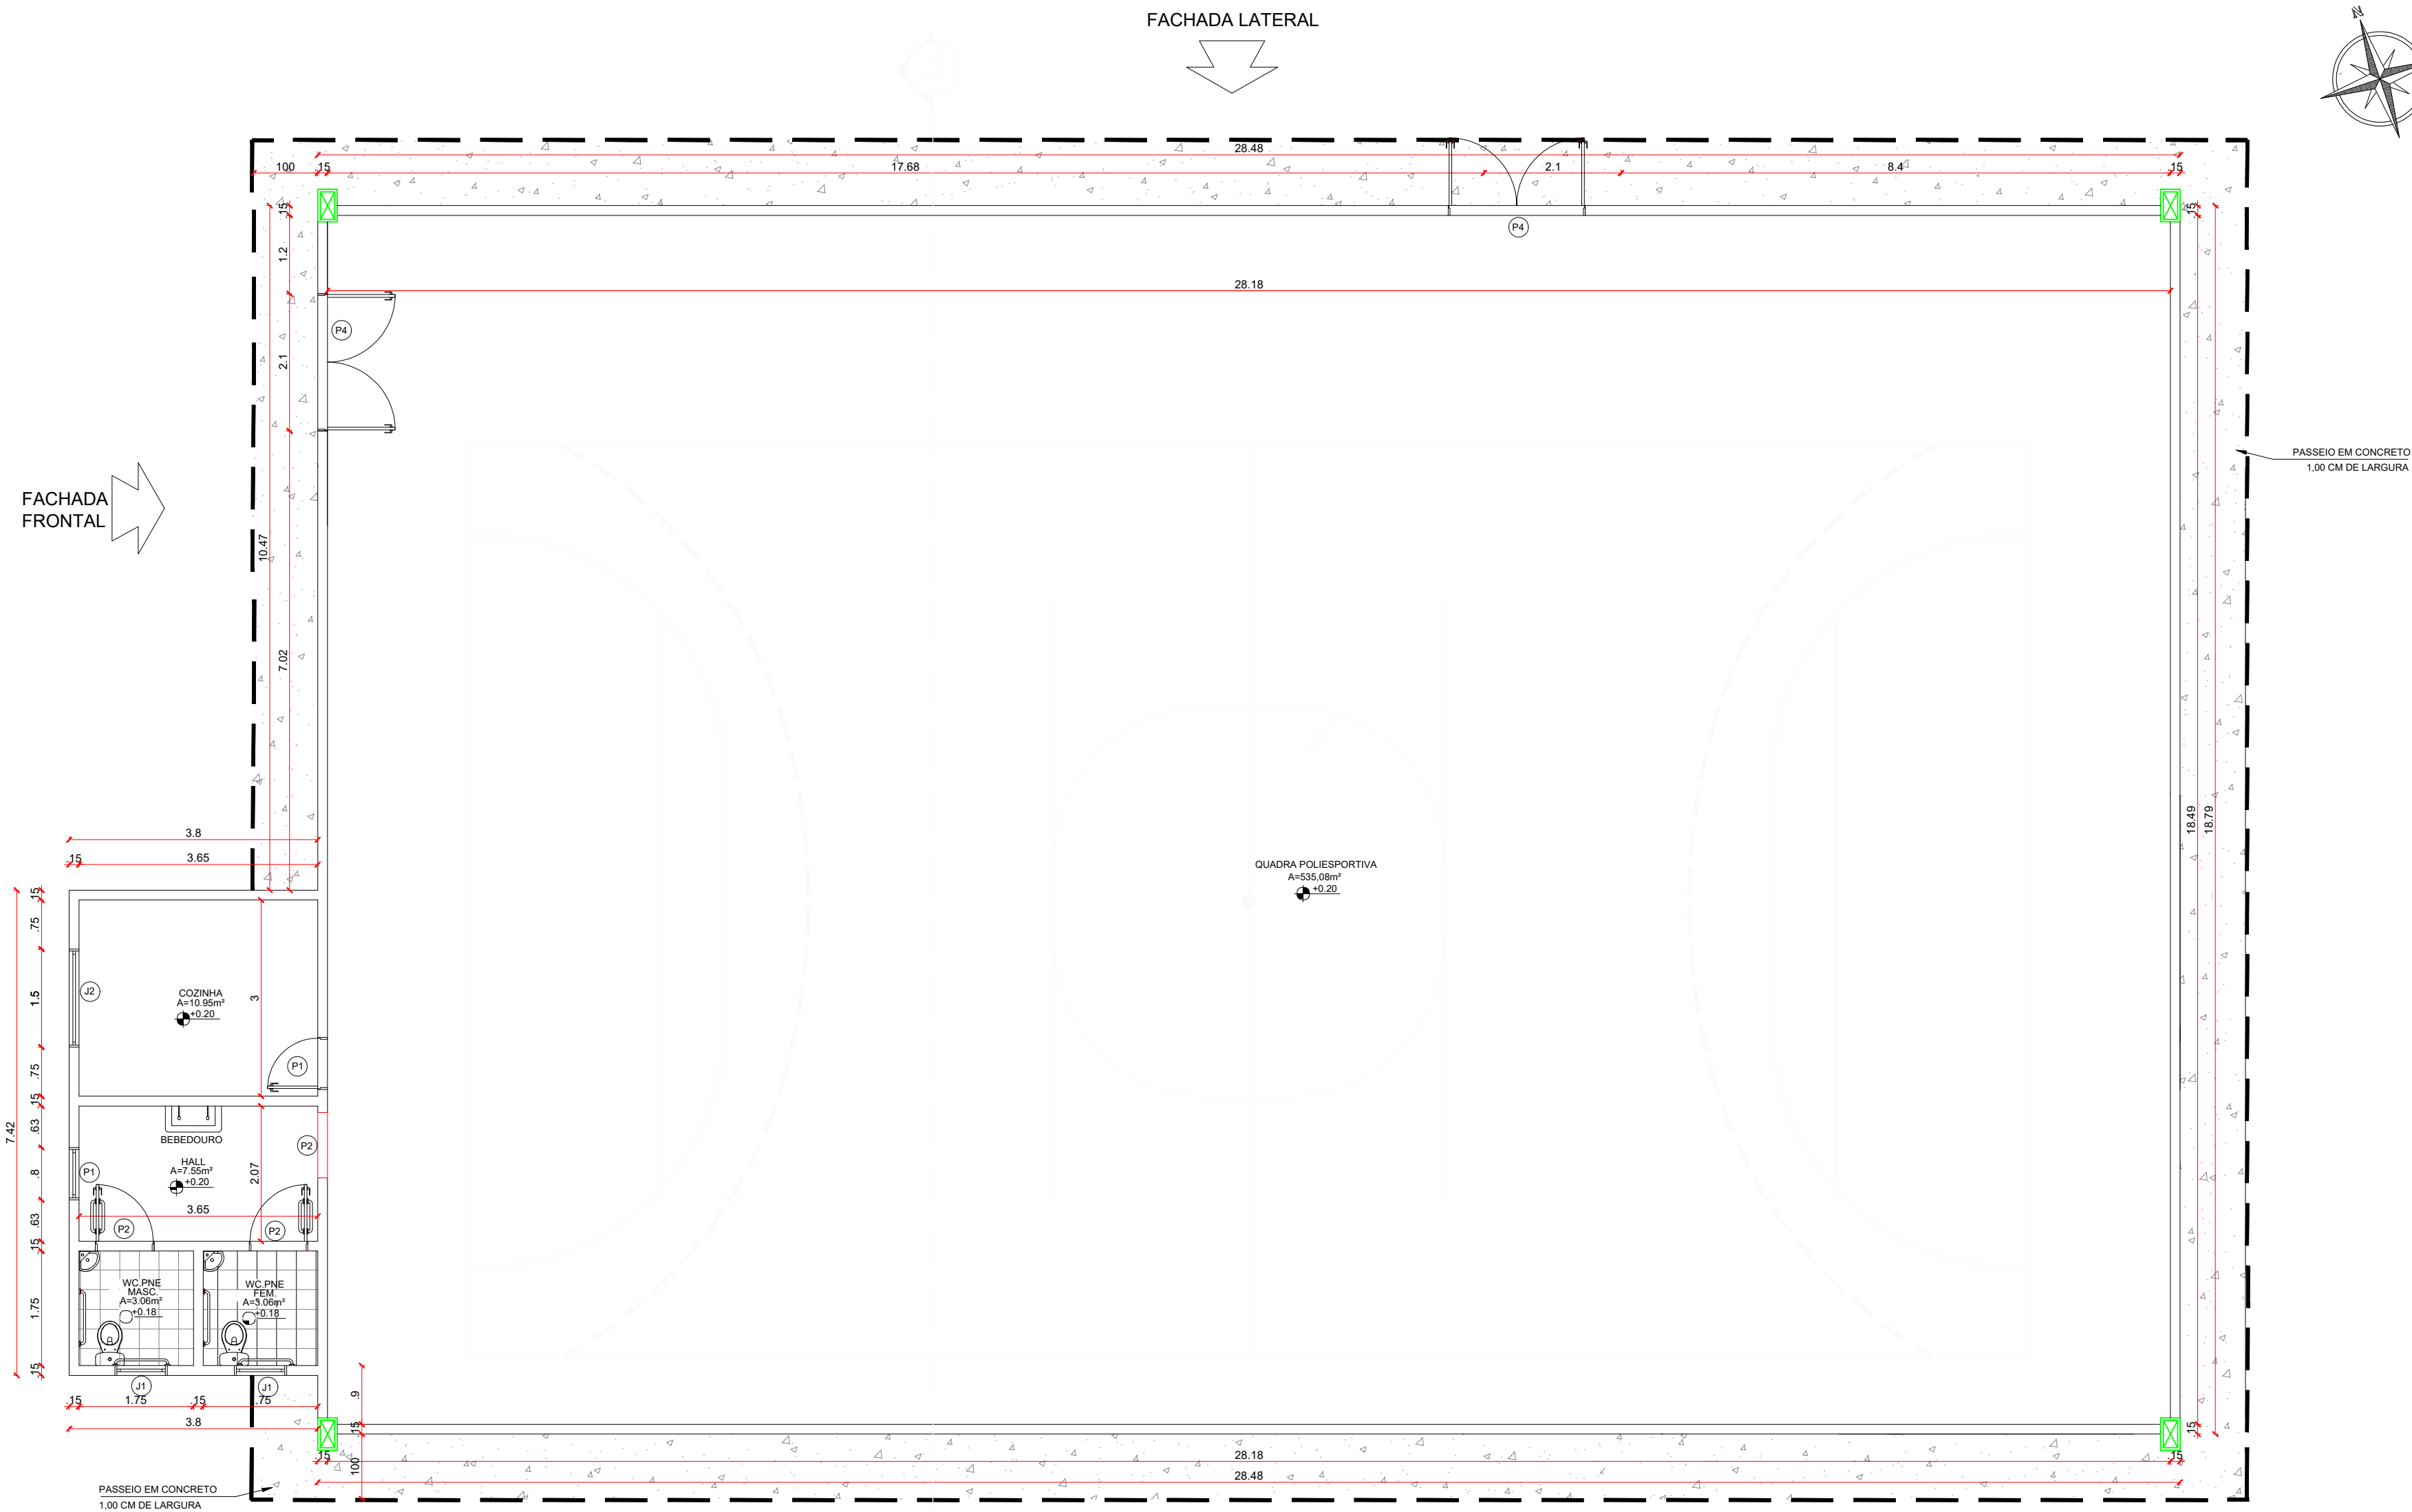 FACHADA LATERAL
N
28.48
100
.15
17.68
2.1
8.4
.15
.15
.15
1.2
P4
28.18
P4
2.1
PASSEIO EM CONCRETO
1,00 CM DE LARGURA
FACHADA
FRONTAL
10.47
7.02
18.49
18.79
3.8
.15
3.65
QUADRA POLIESPORTIVA
A=535,08m²
+0.20
.15
.75
J2
1.5
COZINHA
A=10.95m²
+0.20
3
P1
.75
.15
7.42
.63
BEBEDOURO
P2
HALL
A=7.55m²
+0.20
P1
.8
2.07
3.65
.63
P2
P2
.15
WC.PNE
MASC.
A=3.06m²
+0.18
WC.PNE
FEM.
A=3.06m²
+0.18
1.75
.15
J1
J1
.15
1.75
.15
.75
.9
3.8
.15
.15
.15
28.18
.15
100
28.48
PASSEIO EM CONCRETO
1,00 CM DE LARGURA